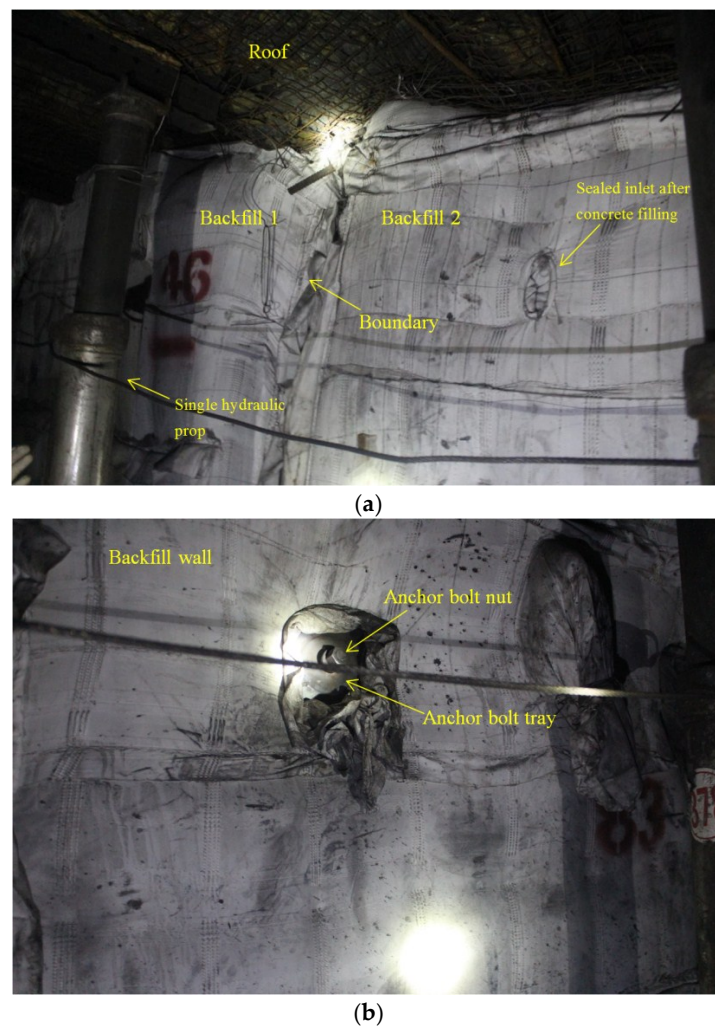 Roof
Backfill 1
Backfill 2
Sealed inlet after
concrete filling
46
Boundary
Single hydraulic
prop
(a)
Backfill wall
Anchor bolt nut
Anchor bolt tray
83
(b)